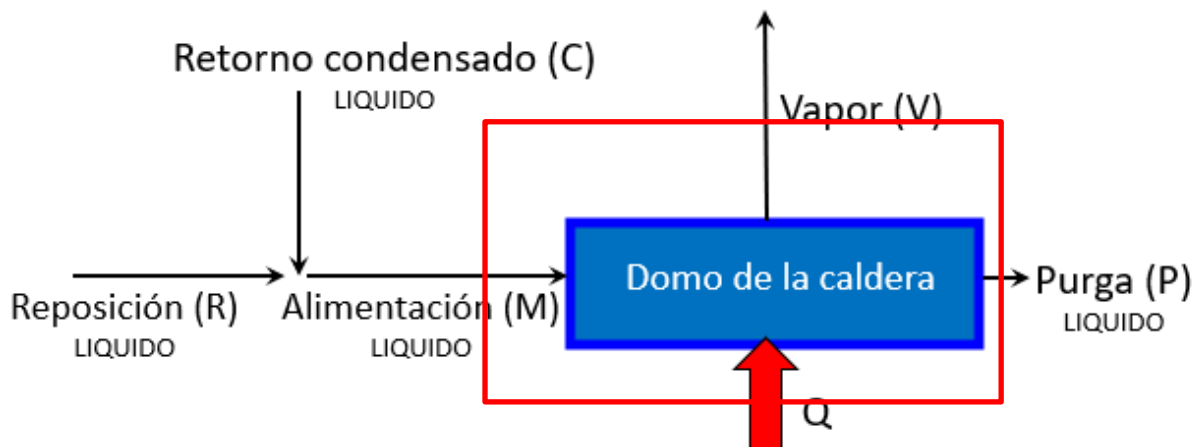 Retorno condensado (C)
LIQUIDO
Vapor (V)
Domo de la caldera
Reposición (R)
LIQUIDO
Alimentación (M)
LIQUIDO
Purga (P)
LIQUIDO
Q